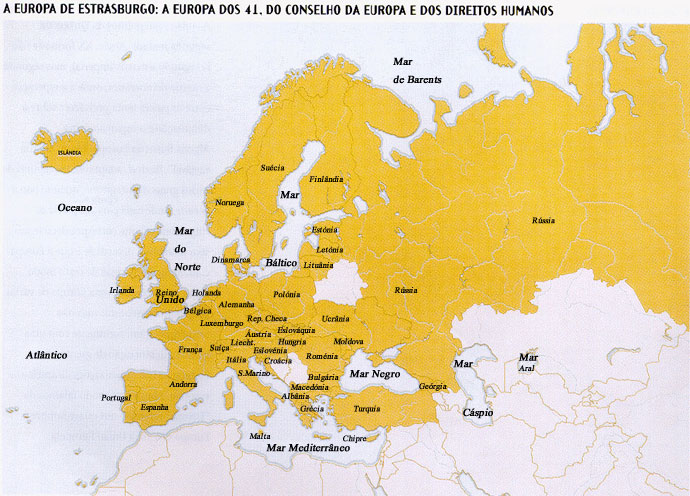 A EUROPA DE ESTRASBURGO: A EUROPA DOS 41, DO CONSELHO DA EUROPA E DOS DIREITOS HUMANOS
Mar
de Barents
ISLÂNDIA
Suécia
Finlândia
Mar
Noruega
Oceano
Rússia
Estónia
Mar
do
Norte
Letónia
Dinamarca
Báltico
Lituânia
Irlanda
Reino
Unido
Holanda
Polónia
Rússia
Alemanha
Bélgica
Rep. Checa
Ucrânia
Luxemburgo
Eslováquia
Áustria
Liecht.
Hungria
Moldova
França
Suíça
Eslovénia
Atlântico
Itália
Croácia
Roménia
Mar
Mar
Aral
S.Marino
Mar Negro
Bulgária
Andorra
Macedónia
Geórgia
Portugal
Albânia
Espanha
Grécia
Turquia
Cáspio
Malta
Chipre
Mar Mediterrânco